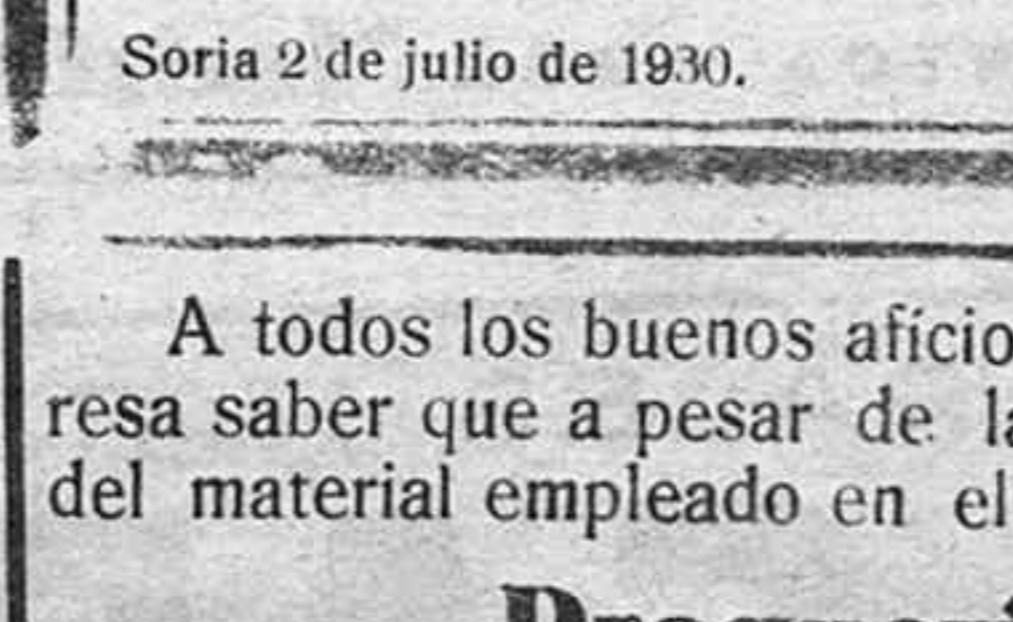 Soria 2 de julio de 1930.
A todos los buenos aficio
resa saber que a pesar de la
del material empleado en el